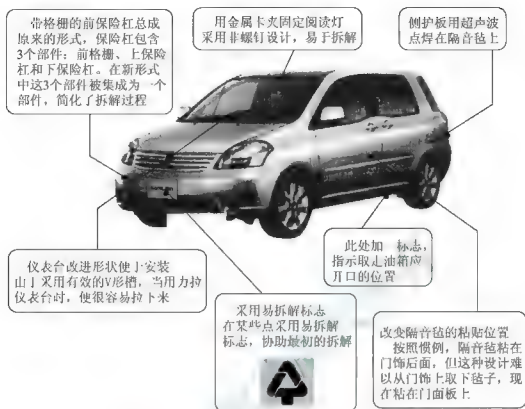 带格栅的前保险杠总成
原来的形式，保险杠包含
3个部件：前格栅、上保险
杠和下保险杠。在新形式
中这3个部件被集成为一个
部件，简化了拆解过程
用金属卡夹固定阅读灯
采用非螺钉设计，易于拆解
侧护板用超声波
点焊在隔音毡上
仪表台改进形状便于安装
由于采用有效的V形槽，当用力拉
仪表台时，便很容易拉下来
此处加一标志，
指示取走油箱应
开口的位置
采用易拆解标志
在某些点采用易拆解
标志，协助最初的拆解
改变隔音毡的粘贴位置
按照惯例，隔音毡粘在
门饰后面，但这种设计难
以从门饰上取下毡子，现
在粘在门面板上